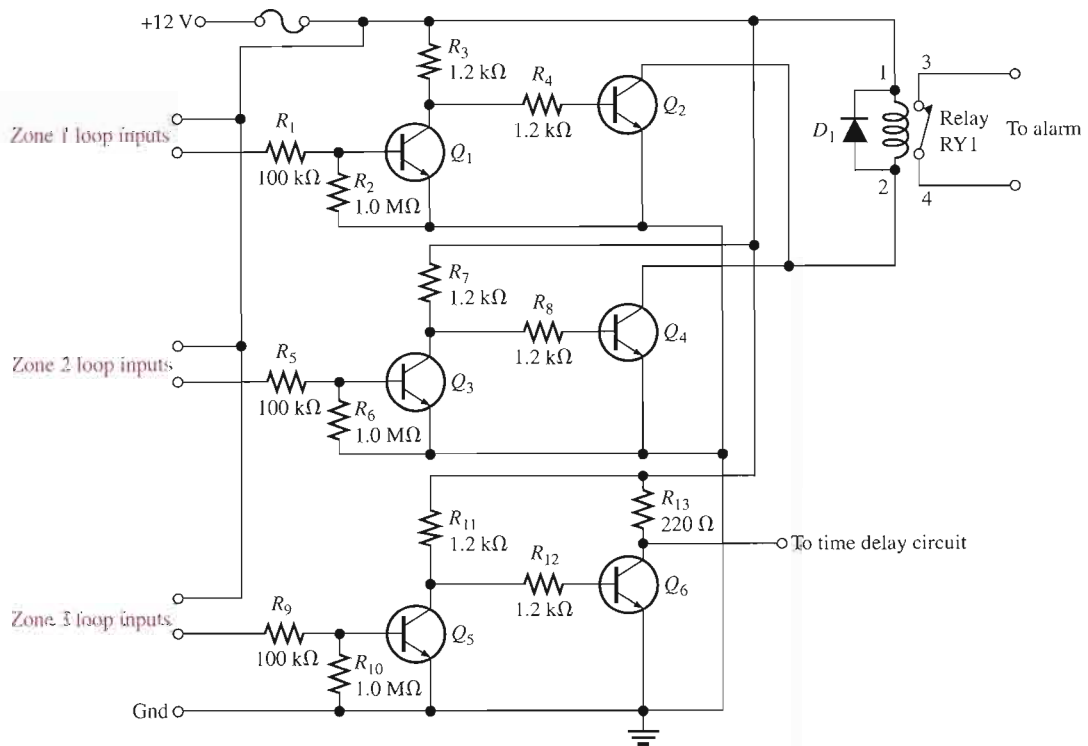 +12 V
R3
1.2 kΩ
R4
1.2 kΩ
Q2
Zone 1 loop inputs
R1
100 kΩ
R2
1.0 MΩ
Q1
D1
1
2
3
4
Relay
RY1
To alarm
R7
1.2 kΩ
R8
1.2 kΩ
Q4
Zone 2 loop inputs
R5
100 kΩ
R6
1.0 MΩ
Q3
R11
1.2 kΩ
R13
220 Ω
To time delay circuit
R12
1.2 kΩ
Q6
Zone 3 loop inputs
R9
100 kΩ
R10
1.0 MΩ
Q5
Gnd